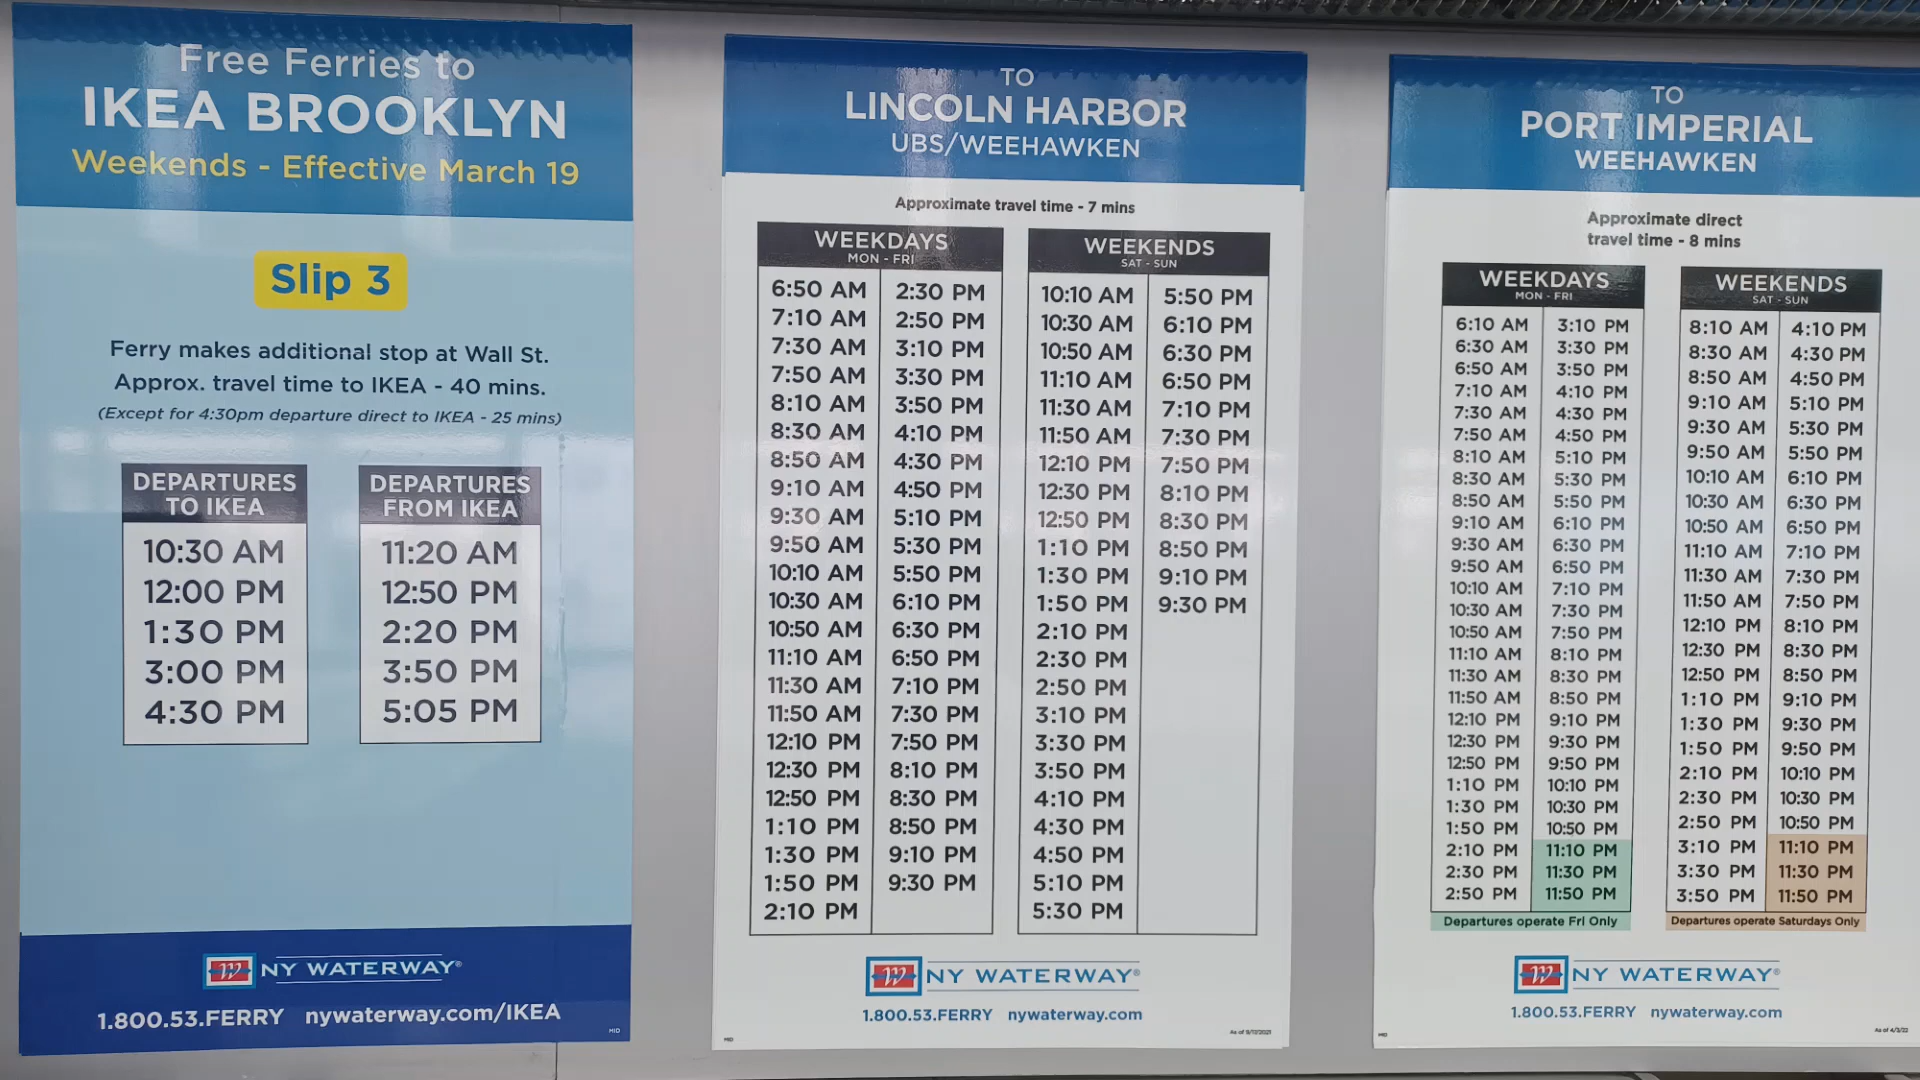 Free Ferries to
IKEA BROOKLYN
Weekends - Effective March 19
Slip 3
Ferry makes additional stop at Wall St.
Approx. travel time to IKEA - 40 mins.
(Except for 4:30pm departure direct to IKEA - 25 mins)
DEPARTURES
TO IKEA
10:30 AM
12:00 PM
1:30 PM
3:00 PM
4:30 PM
DEPARTURES
FROM IKEA
11:20 AM
12:50 PM
2:20 PM
3:50 PM
5:05 PM
NY WATERWAY®
1.800.53.FERRY nywaterway.com/IKEA
MID
TO
LINCOLN HARBOR
UBS/WEEHAWKEN
Approximate travel time - 7 mins
WEEKDAYS
MON - FRI
6:50 AM 2:30 PM
7:10 AM 2:50 PM
7:30 AM 3:10 PM
7:50 AM 3:30 PM
8:10 AM 3:50 PM
8:30 AM 4:10 PM
8:50 AM 4:30 PM
9:10 AM 4:50 PM
9:30 AM 5:10 PM
9:50 AM 5:30 PM
10:10 AM 5:50 PM
10:30 AM 6:10 PM
10:50 AM 6:30 PM
11:10 AM 6:50 PM
11:30 AM 7:10 PM
11:50 AM 7:30 PM
12:10 PM 7:50 PM
12:30 PM 8:10 PM
12:50 PM 8:30 PM
1:10 PM 8:50 PM
1:30 PM 9:10 PM
1:50 PM 9:30 PM
2:10 PM
WEEKENDS
SAT - SUN
10:10 AM 5:50 PM
10:30 AM 6:10 PM
10:50 AM 6:30 PM
11:10 AM 6:50 PM
11:30 AM 7:10 PM
11:50 AM 7:30 PM
12:10 PM 7:50 PM
12:30 PM 8:10 PM
12:50 PM 8:30 PM
1:10 PM 8:50 PM
1:30 PM 9:10 PM
1:50 PM 9:30 PM
2:10 PM
2:30 PM
2:50 PM
3:10 PM
3:30 PM
3:50 PM
4:10 PM
4:30 PM
4:50 PM
5:10 PM
5:30 PM
NY WATERWAY®
1.800.53.FERRY nywaterway.com
MID
As of
TO
PORT IMPERIAL
WEEHAWKEN
Approximate direct
travel time - 8 mins
WEEKDAYS
MON - FRI
6:10 AM 3:10 PM
6:30 AM 3:30 PM
6:50 AM 3:50 PM
7:10 AM 4:10 PM
7:30 AM 4:30 PM
7:50 AM 4:50 PM
8:10 AM 5:10 PM
8:30 AM 5:30 PM
8:50 AM 5:50 PM
9:10 AM 6:10 PM
9:30 AM 6:30 PM
9:50 AM 6:50 PM
10:10 AM 7:10 PM
10:30 AM 7:30 PM
10:50 AM 7:50 PM
11:10 AM 8:10 PM
11:30 AM 8:30 PM
11:50 AM 8:50 PM
12:10 PM 9:10 PM
12:30 PM 9:30 PM
12:50 PM 9:50 PM
1:10 PM 10:10 PM
1:30 PM 10:30 PM
1:50 PM 10:50 PM
2:10 PM 11:10 PM
2:30 PM 11:30 PM
2:50 PM 11:50 PM
Departures operate Fri Only
WEEKENDS
SAT - SUN
8:10 AM 4:10 PM
8:30 AM 4:30 PM
8:50 AM 4:50 PM
9:10 AM 5:10 PM
9:30 AM 5:30 PM
9:50 AM 5:50 PM
10:10 AM 6:10 PM
10:30 AM 6:30 PM
10:50 AM 6:50 PM
11:10 AM 7:10 PM
11:30 AM 7:30 PM
11:50 AM 7:50 PM
12:10 PM 8:10 PM
12:30 PM 8:30 PM
12:50 PM 8:50 PM
1:10 PM 9:10 PM
1:30 PM 9:30 PM
1:50 PM 9:50 PM
2:10 PM 10:10 PM
2:30 PM 10:30 PM
2:50 PM 10:50 PM
3:10 PM 11:10 PM
3:30 PM 11:30 PM
3:50 PM 11:50 PM
Departures operate Saturdays Only
NY WATERWAY®
1.800.53.FERRY nywaterway.com
MID
As of 4/3/22